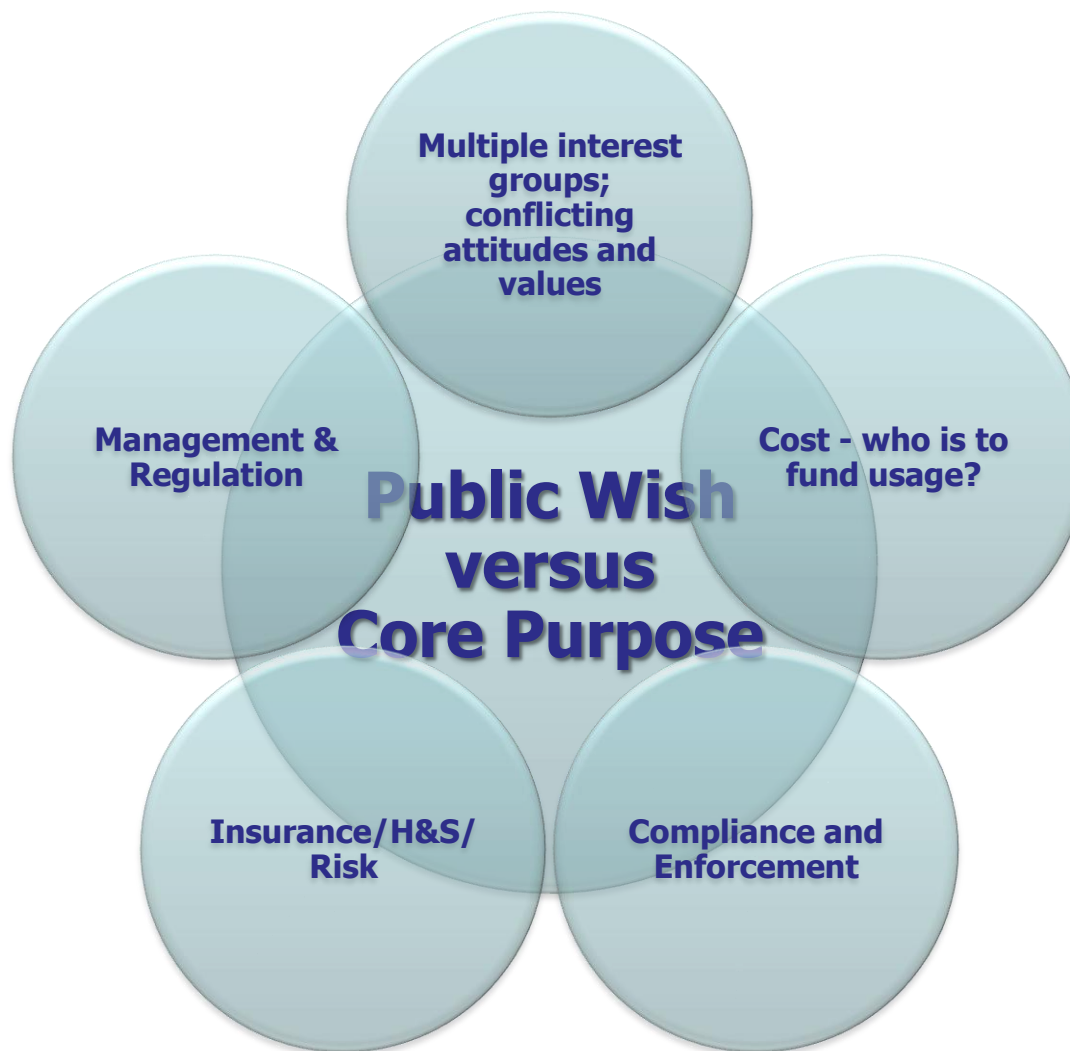 Multiple interest
groups;
conflicting
attitudes and
values
Management &
Regulation
Cost - who is to
fund usage?
Public Wish
versus
Core Purpose
Insurance/H&S/
Risk
Compliance and
Enforcement